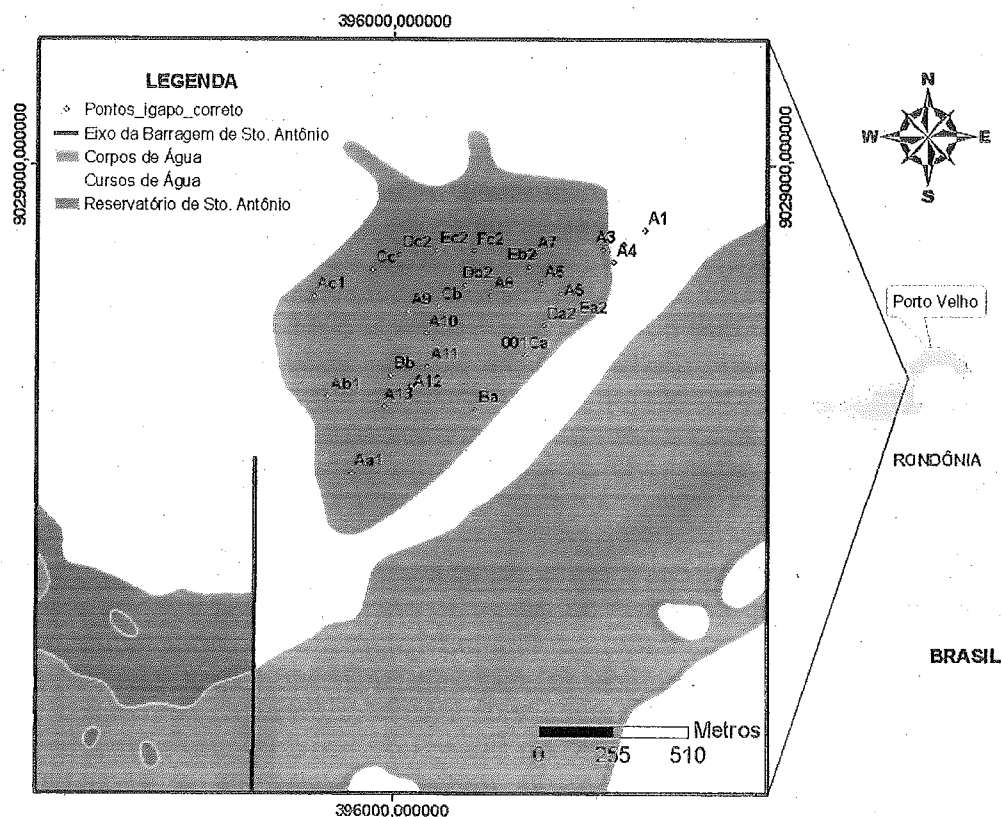 396000,000000
LEGENDA
Pontos_igapo_correto
Eixo da Barragem de Sto. Antônio
Corpos de Água
Cursos de Água
Reservatório de Sto. Antônio
9029000,000000
9029000,000000
N
W
E
S
A1
A3
A4
Dc2
Ec2
Fc2
A7
Cc
Eb2
Db2
A6
Ac1
A8
A5
A9
Cb
Ea2
A10
Da2
001Ca
A11
Bb
A12
Ab1
A13
Ba
Aa1
Porto Velho
RONDÔNIA
BRASIL
Metros
0 255 510
396000,000000